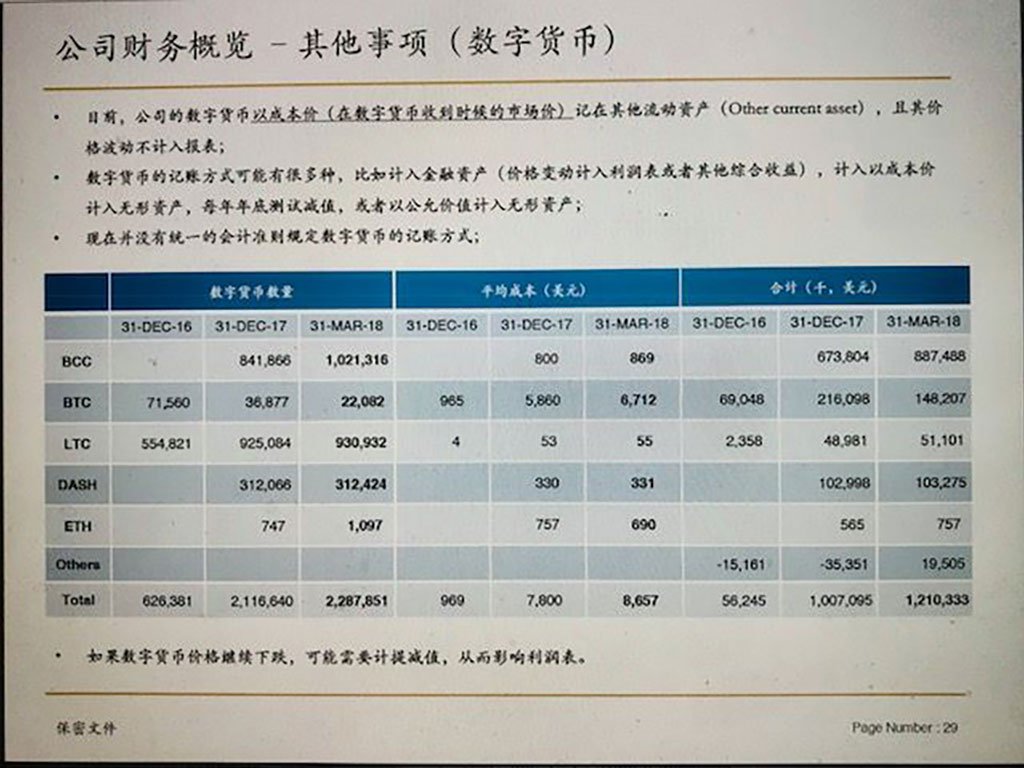 公司财务概览 – 其他事项（数字货币）
• 目前，公司的数字货币以成本价（在数字货币收到时候的市场价）记在其他流动资产（Other current asset），且其价
格波动不计入报表；
• 数字货币的记账方式可能有很多种，比如计入金融资产（价格变动计入利润表或者其他综合收益），计入以成本价
计入无形资产，每年年底测试减值，或者以公允价值计入无形资产；
• 现在并没有统一的会计准则规定数字货币的记账方式；
数字货币数量 平均成本（美元） 合计（千，美元）
31-DEC-16 31-DEC-17 31-MAR-18 31-DEC-16 31-DEC-17 31-MAR-18 31-DEC-16 31-DEC-17 31-MAR-18
BCC 841,866 1,021,316 800 869 673,804 887,488
BTC 71,560 36,877 22,082 965 5,860 6,712 69,048 216,098 148,207
LTC 554,821 925,084 930,932 4 53 55 2,358 48,981 51,101
DASH 312,066 312,424 330 331 102,998 103,275
ETH 747 1,097 757 690 565 757
Others -15,161 -35,351 19,505
Total 626,381 2,116,640 2,287,851 969 7,800 8,657 56,245 1,007,095 1,210,333
• 如果数字货币价格继续下跌，可能需要计提减值，从而影响利润表。
保密文件 Page Number : 29